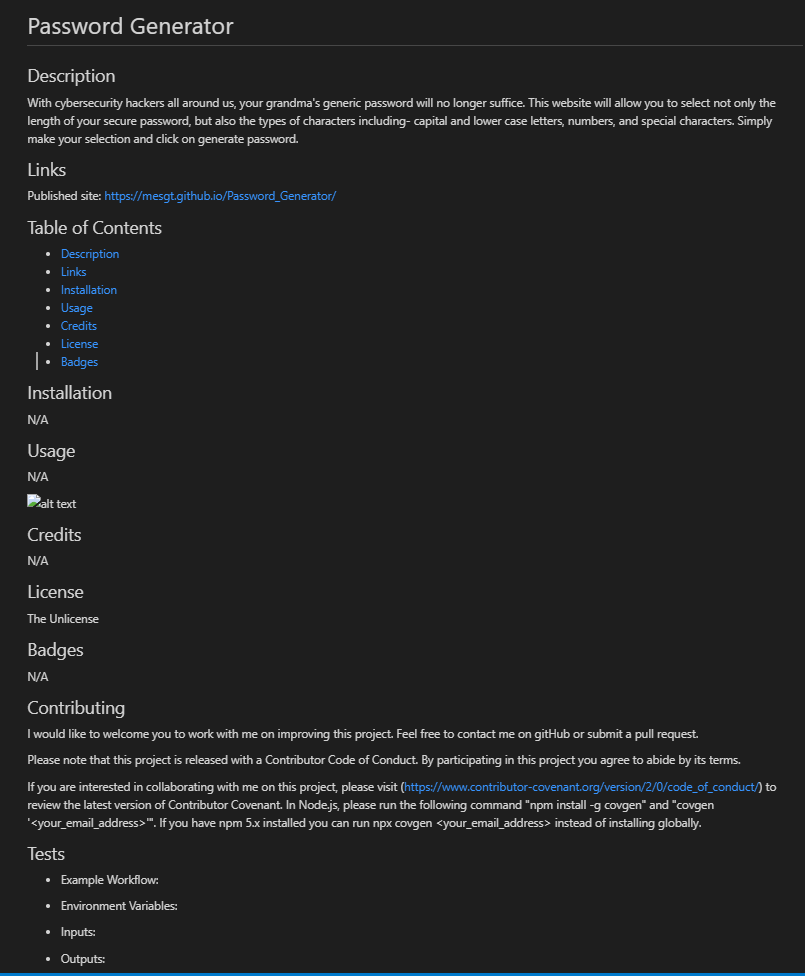 Password Generator
Description
With cybersecurity hackers all around us, your grandma's generic password will no longer suffice. This website will allow you to select not only the
length of your secure password, but also the types of characters including- capital and lower case letters, numbers, and special characters. Simply
make your selection and click on generate password.
Links
Published site: https://mesgt.github.io/Password_Generator/
Table of Contents
• Description
• Links
• Installation
• Usage
• Credits
• License
• Badges
Installation
N/A
Usage
N/A
alt text
Credits
N/A
License
The Unlicense
Badges
N/A
Contributing
I would like to welcome you to work with me on improving this project. Feel free to contact me on gitHub or submit a pull request.
Please note that this project is released with a Contributor Code of Conduct. By participating in this project you agree to abide by its terms.
If you are interested in collaborating with me on this project, please visit (https://www.contributor-covenant.org/version/2/0/code_of_conduct/) to
review the latest version of Contributor Covenant. In Node.js, please run the following command "npm install -g covgen" and "covgen
'<your_email_address>'". If you have npm 5.x installed you can run npx covgen <your_email_address> instead of installing globally.
Tests
• Example Workflow:
• Environment Variables:
• Inputs:
• Outputs: